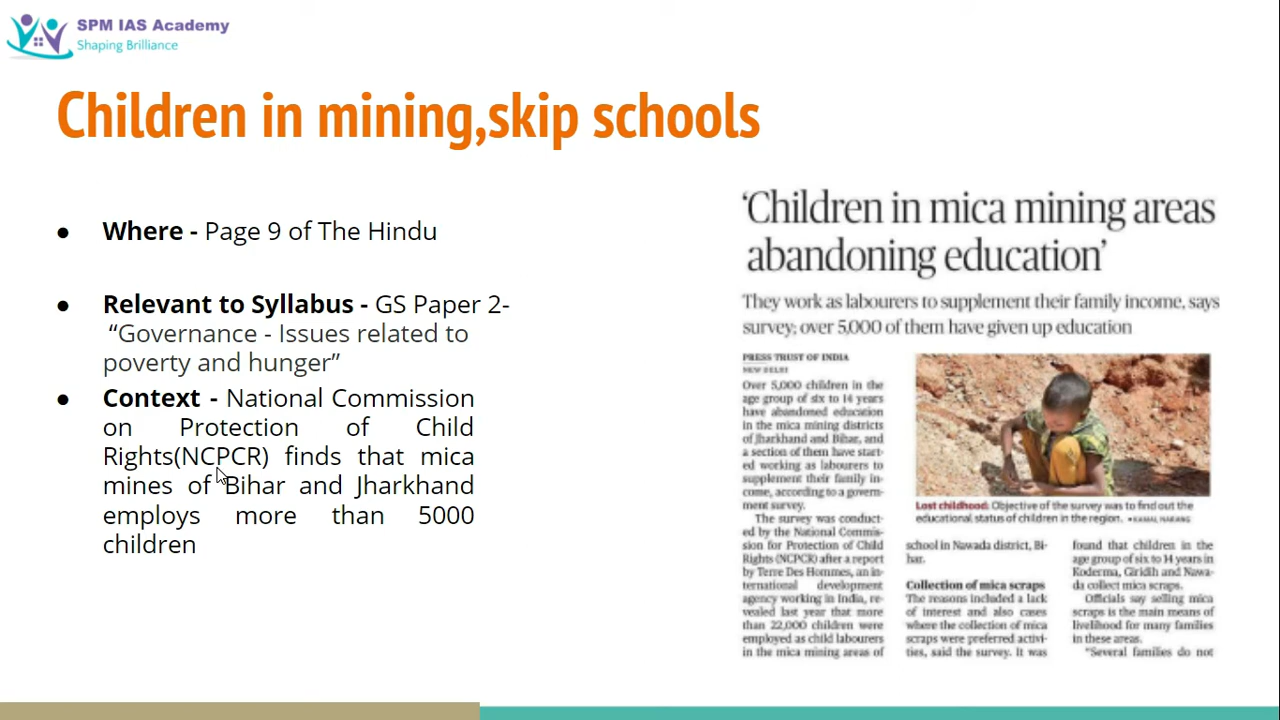 SPM IAS Academy
Shaping Brilliance
Children in mining,skip schools
● Where - Page 9 of The Hindu
● Relevant to Syllabus - GS Paper 2-
“Governance - Issues related to
poverty and hunger”
● Context - National Commission
on Protection of Child
Rights(NCPCR) finds that mica
mines of Bihar and Jharkhand
employs more than 5000
children
‘Children in mica mining areas
abandoning education’
They work as labourers to supplement their family income, says
survey; over 5,000 of them have given up education
PRESS TRUST OF INDIA
NEW DELHI
Over 5,000 children in the
age group of six to 14 years
have abandoned education
in the mica mining districts
of Jharkhand and Bihar, and
a section of them have start-
ed working as labourers to
supplement their family in-
come, according to a govern-
ment survey.
The survey was conduct-
ed by the National Commis-
sion for Protection of Child
Rights (NCPCR) after a report
by Terre Des Hommes, an in-
ternational development
agency working in India, re-
vealed last year that more
than 22,000 children were
employed as child labourers
in the mica mining areas of
Lost childhood: Objective of the survey was to find out the
educational status of children in the region. • KAMAL NARANG
school in Nawada district, Bi-
har.
Collection of mica scraps
The reasons included a lack
of interest and also cases
where the collection of mica
scraps were preferred activi-
ties, said the survey. It was
found that children in the
age group of six to 14 years in
Koderma, Giridih and Nawa-
da collect mica scraps.
Officials say selling mica
scraps is the main means of
livelihood for many families
in these areas.
“Several families do not